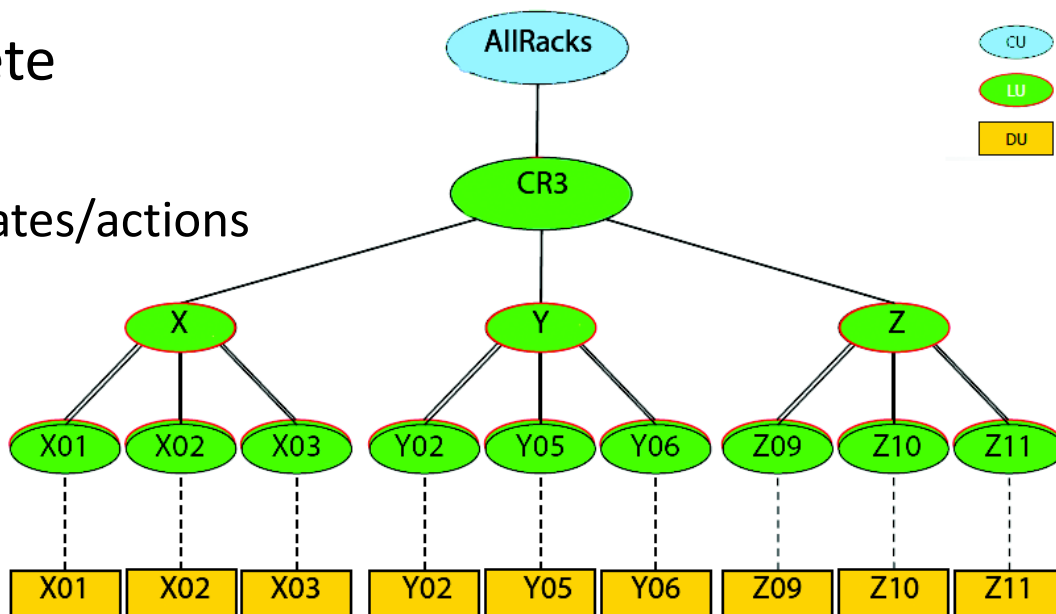 ete
ates/actions
AllRacks
CU
LU
DU
CR3
X Y Z
X01 X02 X03 Y02 Y05 Y06 Z09 Z10 Z11
X01 X02 X03 Y02 Y05 Y06 Z09 Z10 Z11